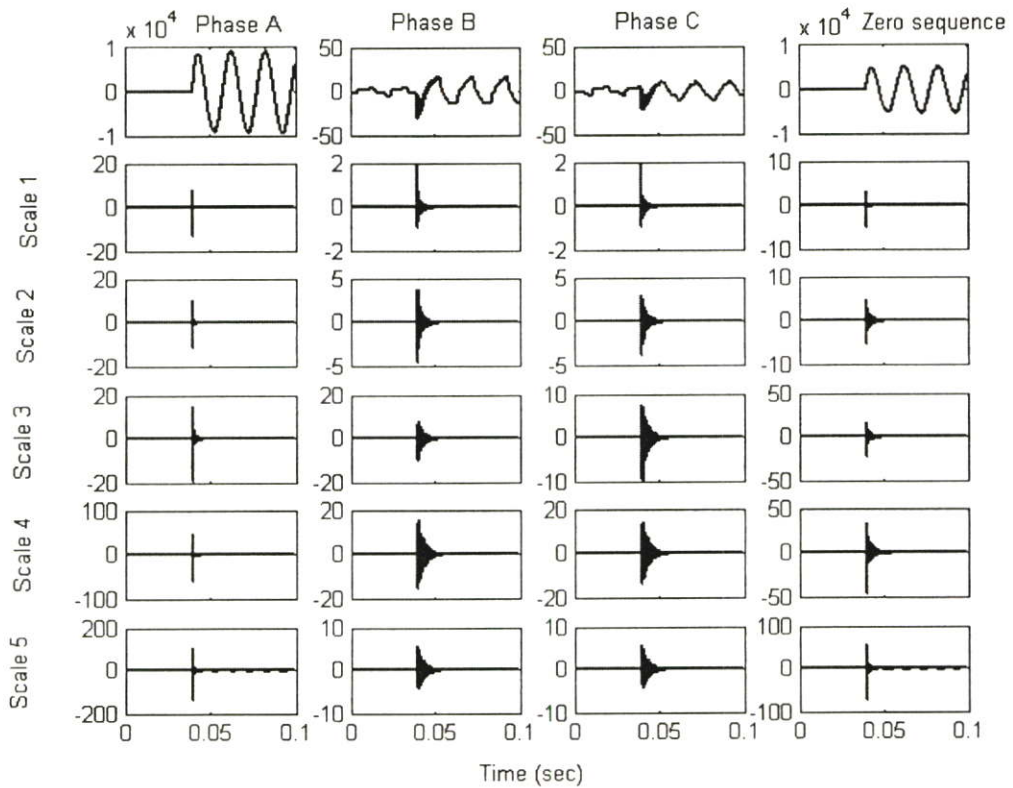 x 10^4 Phase A Phase B Phase C x 10^4 Zero sequence
1 50 50 1
0 0 0 0
-1 -50 -50 -1
Scale 1
20 2 2 10
0 0 0 0
-20 -2 -2 -10
Scale 2
20 5 5 10
0 0 0 0
-20 -5 -5 -10
Scale 3
20 20 10 50
0 0 0 0
-20 -20 -10 -50
Scale 4
100 20 20 50
0 0 0 0
-100 -20 -20 -50
Scale 5
200 10 10 100
0 0 0 0
-200 -10 -10 -100
0 0.05 0.1 0 0.05 0.1 0 0.05 0.1 0 0.05 0.1
Time (sec)